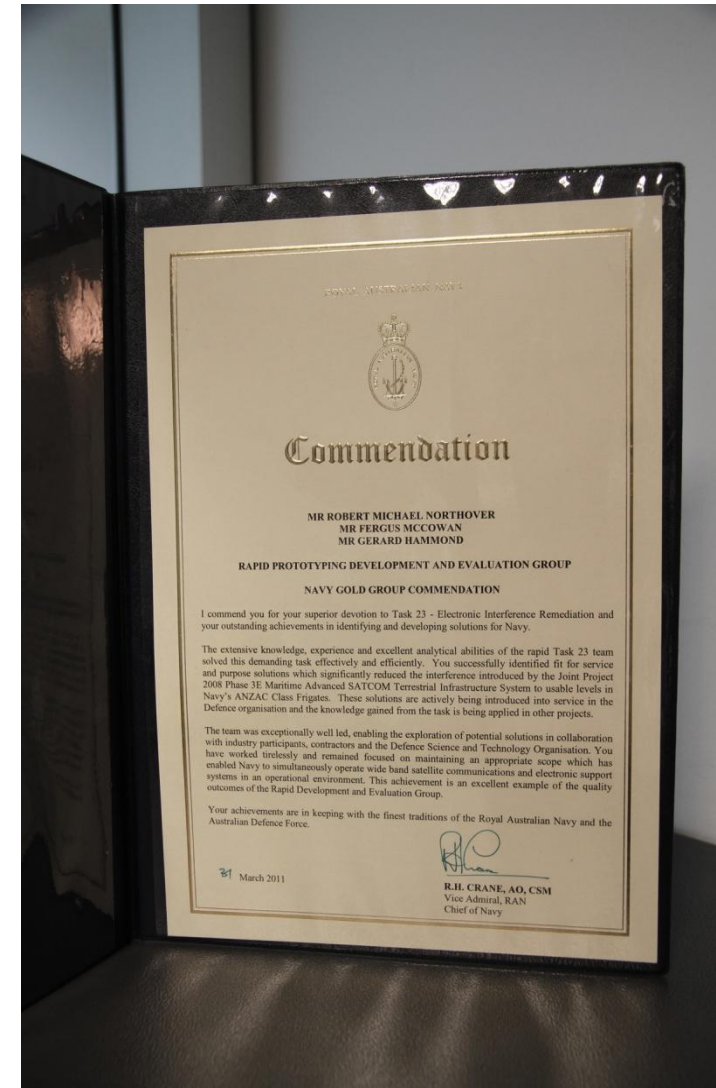 ROYAL AUSTRALIAN NAVY
Commendation
MR ROBERT MICHAEL NORTHOVER
MR FERGUS MCCOWAN
MR GERARD HAMMOND
RAPID PROTOTYPING DEVELOPMENT AND EVALUATION GROUP
NAVY GOLD GROUP COMMENDATION
I commend you for your superior devotion to Task 23 - Electronic Interference Remediation and
your outstanding achievements in identifying and developing solutions for Navy.
The extensive knowledge, experience and excellent analytical abilities of the rapid Task 23 team
solved this demanding task effectively and efficiently. You successfully identified fit for service
and purpose solutions which significantly reduced the interference introduced by the Joint Project
2008 Phase 3E Maritime Advanced SATCOM Terrestrial Infrastructure System to usable levels in
Navy's ANZAC Class Frigates. These solutions are actively being introduced into service in the
Defence organisation and the knowledge gained from the task is being applied in other projects.
The team was exceptionally well led, enabling the exploration of potential solutions in collaboration
with industry participants, contractors and the Defence Science and Technology Organisation. You
have worked tirelessly and remained focused on maintaining an appropriate scope which has
enabled Navy to simultaneously operate wide band satellite communications and electronic support
systems in an operational environment. This achievement is an excellent example of the quality
outcomes of the Rapid Development and Evaluation Group.
Your achievements are in keeping with the finest traditions of the Royal Australian Navy and the
Australian Defence Force.
31 March 2011
R.H. CRANE, AO, CSM
Vice Admiral, RAN
Chief of Navy